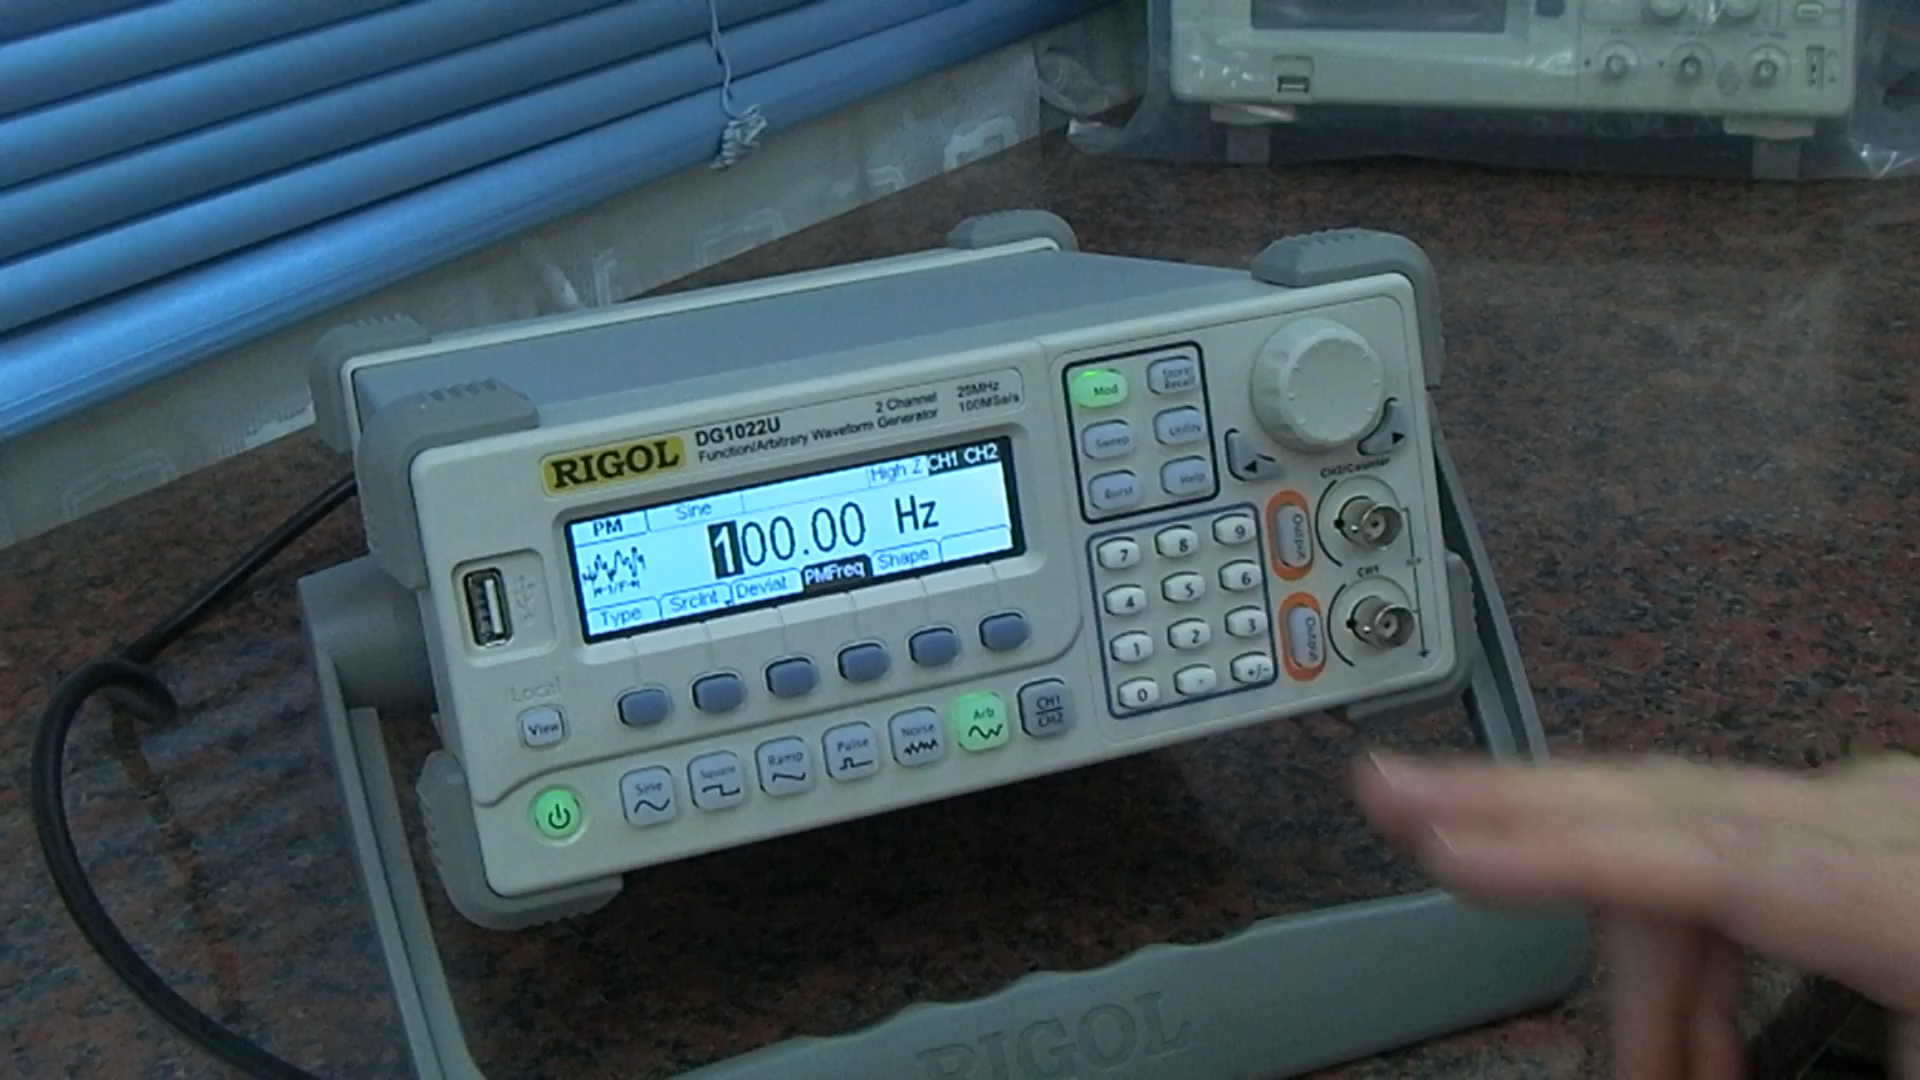 RIGOL
DG1022U
Function/Arbitrary Waveform Generator
2 Channel
25MHz
100MSa/s
High Z CH1 CH2
PM
Sine
100.00 Hz
Type
SrcInt
Deviat
PMFreq
Shape
Local
View
Sine
Square
Ramp
Pulse
Noise
Arb
CH1
CH2
Mod
Store/
Recall
Sweep
Utility
Burst
Help
7 8 9
4 5 6
1 2 3
0 . +/-
CH2/Counter
Output
CH1
Output
RIGOL